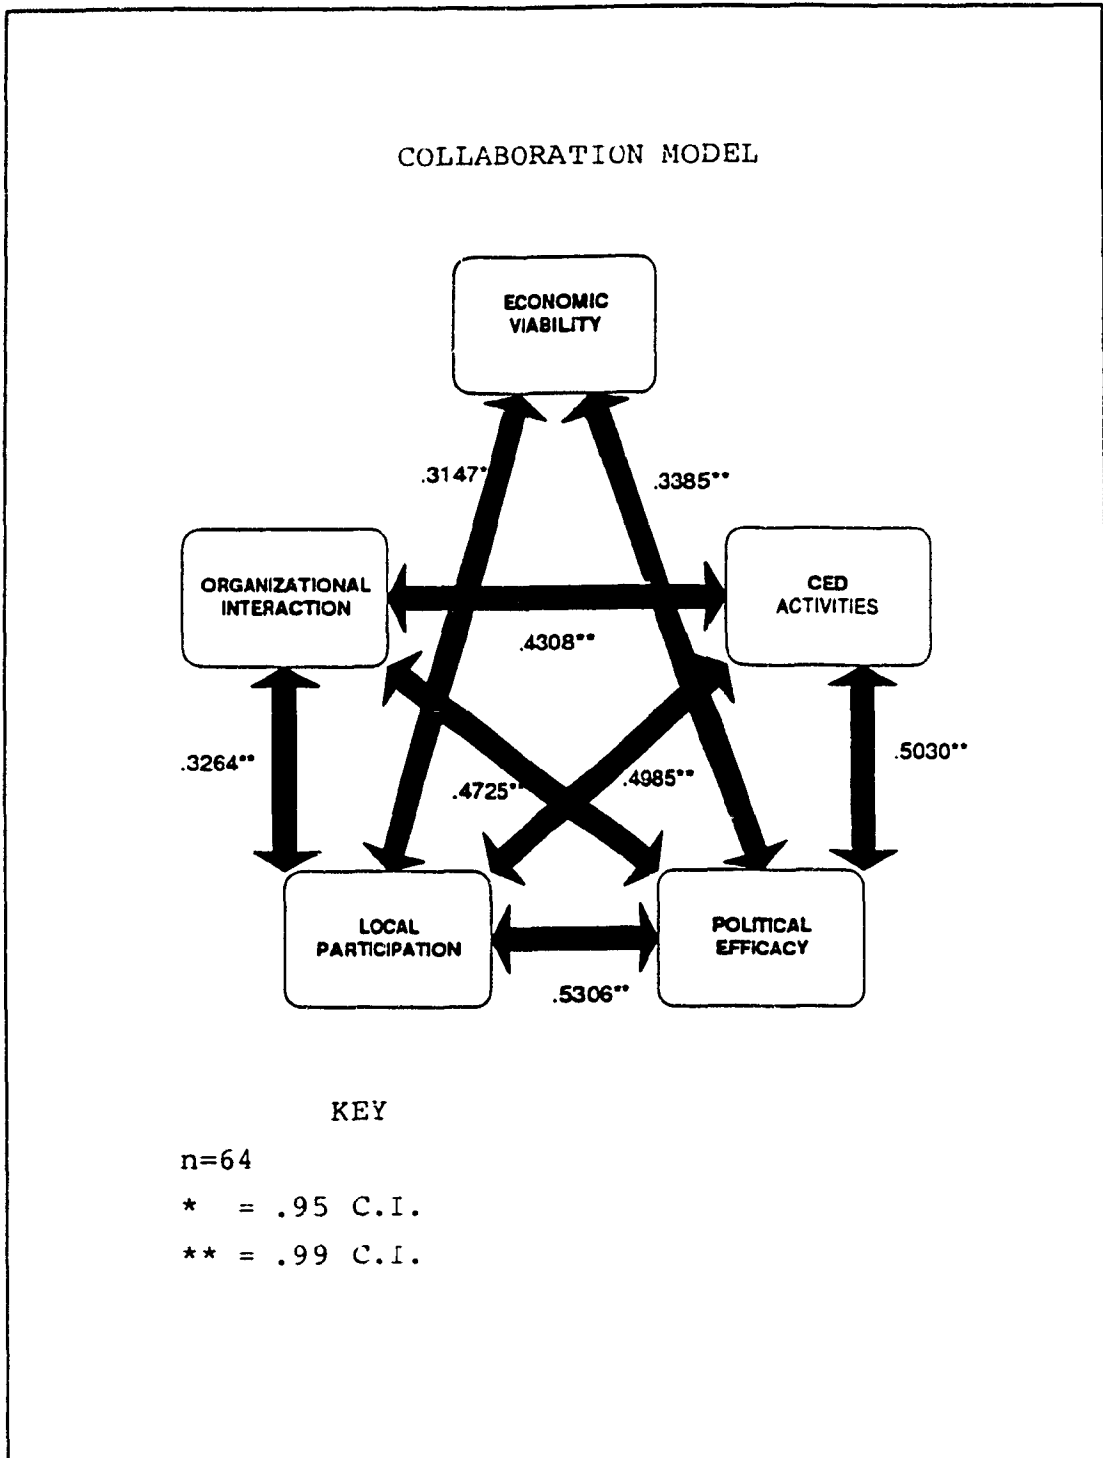 COLLABORATION MODEL
ECONOMIC
VIABILITY
.3147*
.3385**
ORGANIZATIONAL
INTERACTION
CED
ACTIVITIES
.4308**
.3264**
.4725**
.4985**
.5030**
LOCAL
PARTICIPATION
POLITICAL
EFFICACY
.5306**
KEY
n=64
* = .95 C.I.
** = .99 C.I.